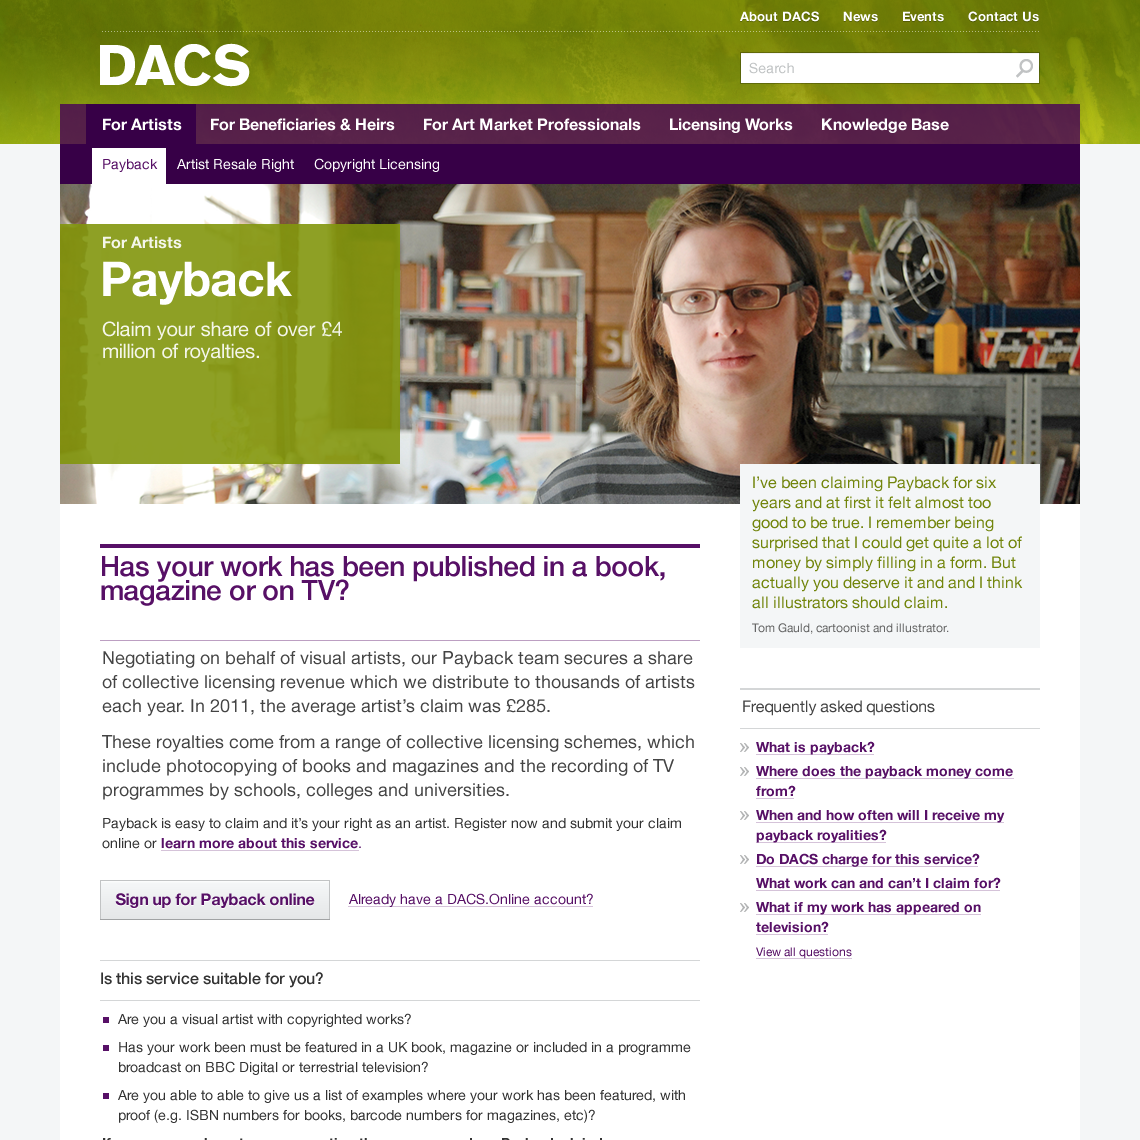 About DACS News Events Contact Us
DACS
Search
For Artists For Beneficiaries & Heirs For Art Market Professionals Licensing Works Knowledge Base
Payback Artist Resale Right Copyright Licensing
For Artists
Payback
Claim your share of over £4
million of royalties.
I've been claiming Payback for six
years and at first it felt almost too
good to be true. I remember being
surprised that I could get quite a lot of
money by simply filling in a form. But
actually you deserve it and and I think
all illustrators should claim.
Tom Gauld, cartoonist and illustrator.
Has your work has been published in a book,
magazine or on TV?
Negotiating on behalf of visual artists, our Payback team secures a share
of collective licensing revenue which we distribute to thousands of artists
each year. In 2011, the average artist's claim was £285.
These royalties come from a range of collective licensing schemes, which
include photocopying of books and magazines and the recording of TV
programmes by schools, colleges and universities.
Payback is easy to claim and it's your right as an artist. Register now and submit your claim
online or learn more about this service.
Sign up for Payback online Already have a DACS.Online account?
Is this service suitable for you?
Are you a visual artist with copyrighted works?
Has your work been must be featured in a UK book, magazine or included in a programme
broadcast on BBC Digital or terrestrial television?
Are you able to able to give us a list of examples where your work has been featured, with
proof (e.g. ISBN numbers for books, barcode numbers for magazines, etc)?
Frequently asked questions
What is payback?
Where does the payback money come
from?
When and how often will I receive my
payback royalities?
Do DACS charge for this service?
What work can and can't I claim for?
What if my work has appeared on
television?
View all questions